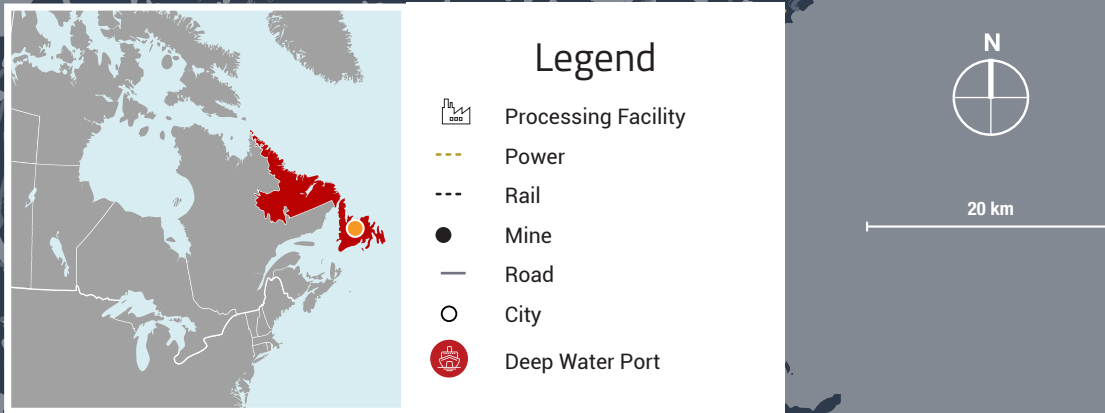 Legend
Processing Facility
Power
Rail
Mine
Road
City
Deep Water Port
N
20 km